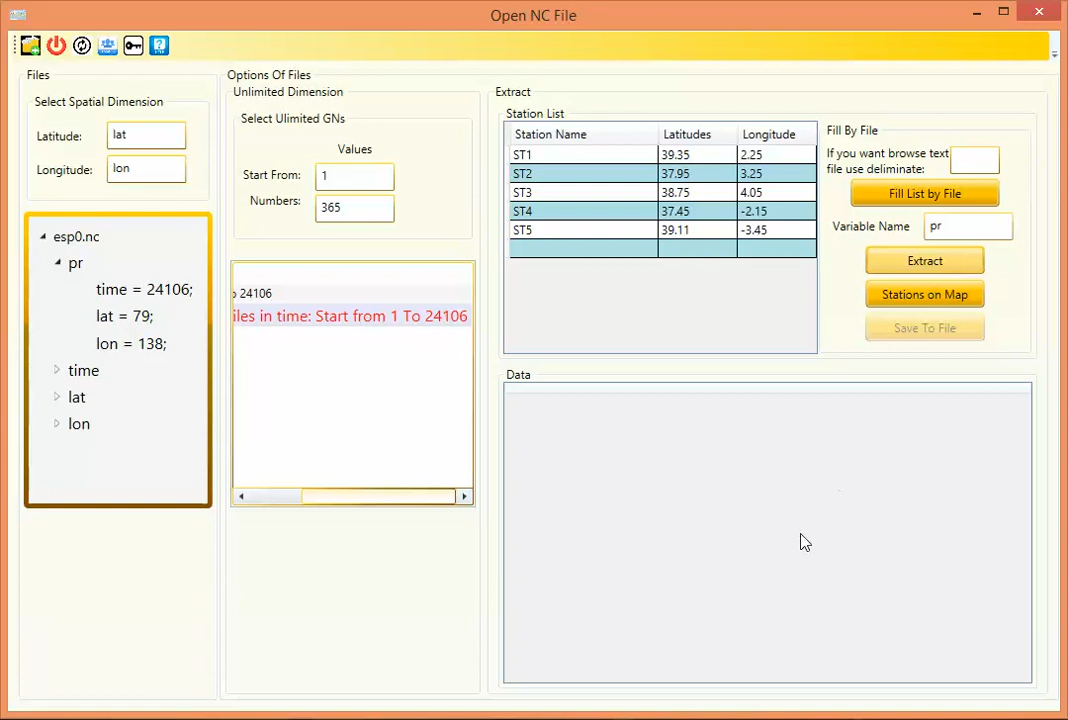 Open NC File
Files
Select Spatial Dimension
Latitude: lat
Longitude: lon
esp0.nc
pr
time = 24106;
lat = 79;
lon = 138;
time
lat
lon
Options Of Files
Unlimited Dimension
Select Ulimited GNs
Values
Start From: 1
Numbers: 365
24106
iles in time: Start from 1 To 24106
Extract
Station List
Station Name Latitudes Longitude
ST1 39.35 2.25
ST2 37.95 3.25
ST3 38.75 4.05
ST4 37.45 -2.15
ST5 39.11 -3.45
Fill By File
If you want browse text
file use deliminate:
Fill List by File
Variable Name pr
Extract
Stations on Map
Save To File
Data